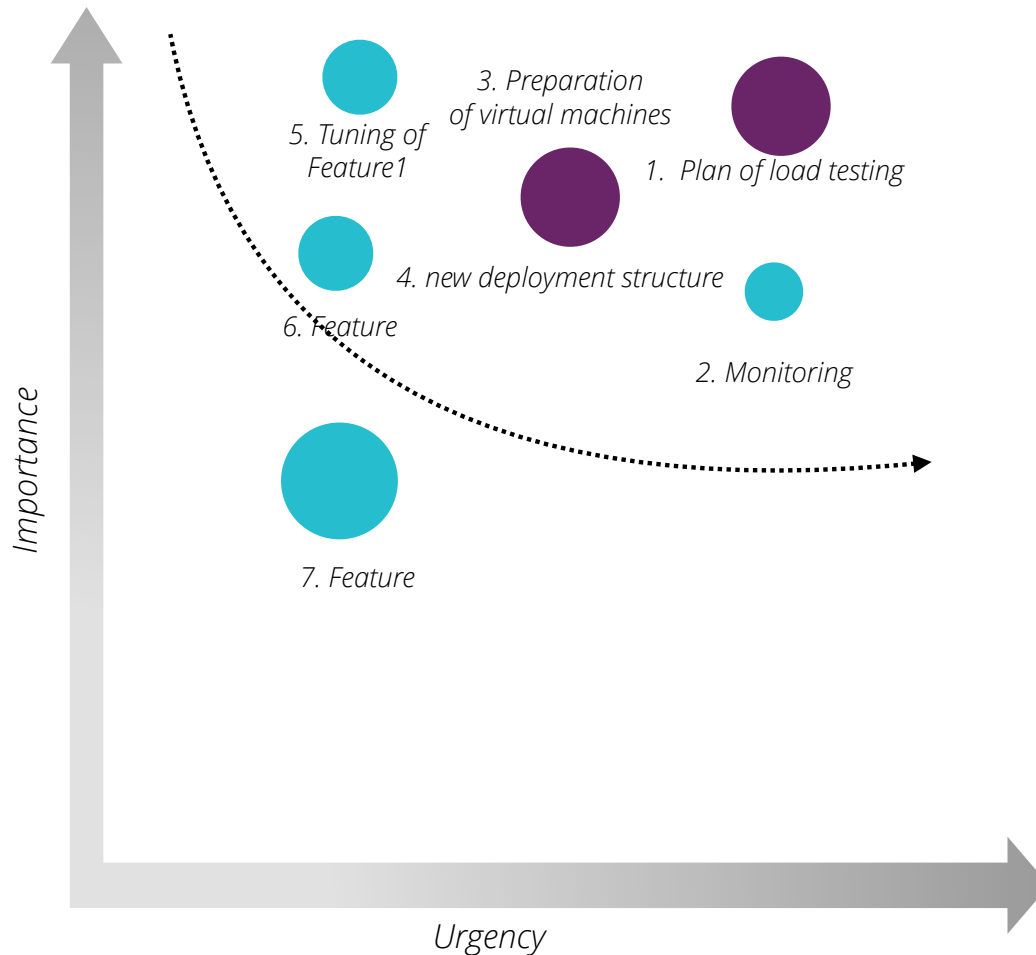 3. Preparation
of virtual machines
5. Tuning of
Feature1
1. Plan of load testing
4. new deployment structure
6. Feature
2. Monitoring
Importance
7. Feature
Urgency